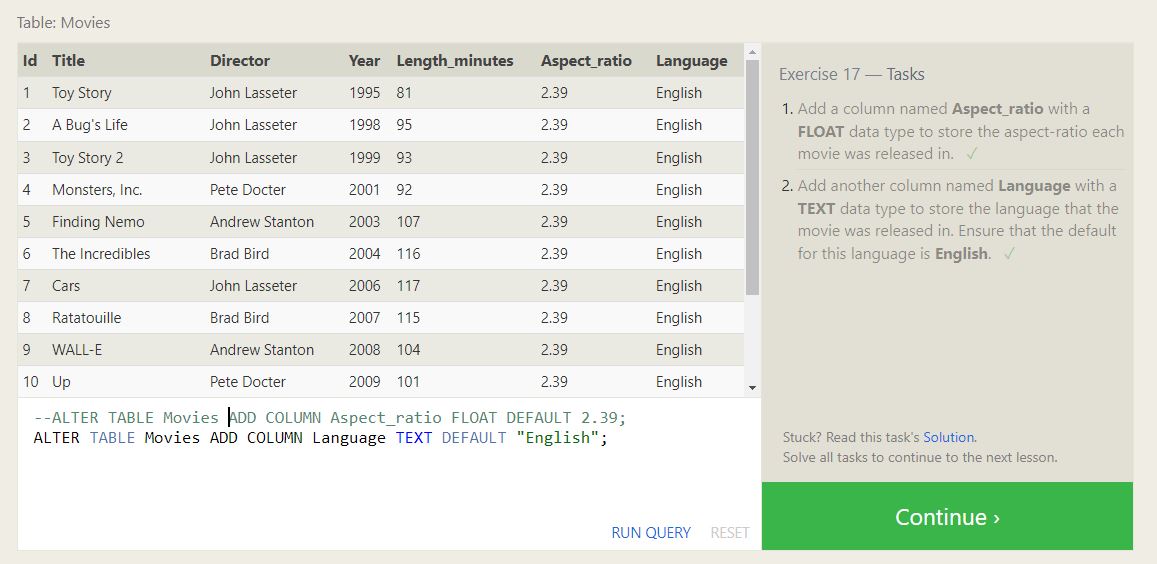 Table: Movies
Id Title Director Year Length_minutes Aspect_ratio Language
1 Toy Story John Lasseter 1995 81 2.39 English
2 A Bug's Life John Lasseter 1998 95 2.39 English
3 Toy Story 2 John Lasseter 1999 93 2.39 English
4 Monsters, Inc. Pete Docter 2001 92 2.39 English
5 Finding Nemo Andrew Stanton 2003 107 2.39 English
6 The Incredibles Brad Bird 2004 116 2.39 English
7 Cars John Lasseter 2006 117 2.39 English
8 Ratatouille Brad Bird 2007 115 2.39 English
9 WALL-E Andrew Stanton 2008 104 2.39 English
10 Up Pete Docter 2009 101 2.39 English
--ALTER TABLE Movies ADD COLUMN Aspect_ratio FLOAT DEFAULT 2.39;
ALTER TABLE Movies ADD COLUMN Language TEXT DEFAULT "English";
RUN QUERY RESET
Exercise 17 — Tasks
1. Add a column named Aspect_ratio with a
FLOAT data type to store the aspect-ratio each
movie was released in. ✓
2. Add another column named Language with a
TEXT data type to store the language that the
movie was released in. Ensure that the default
for this language is English. ✓
Stuck? Read this task's Solution.
Solve all tasks to continue to the next lesson.
Continue ›